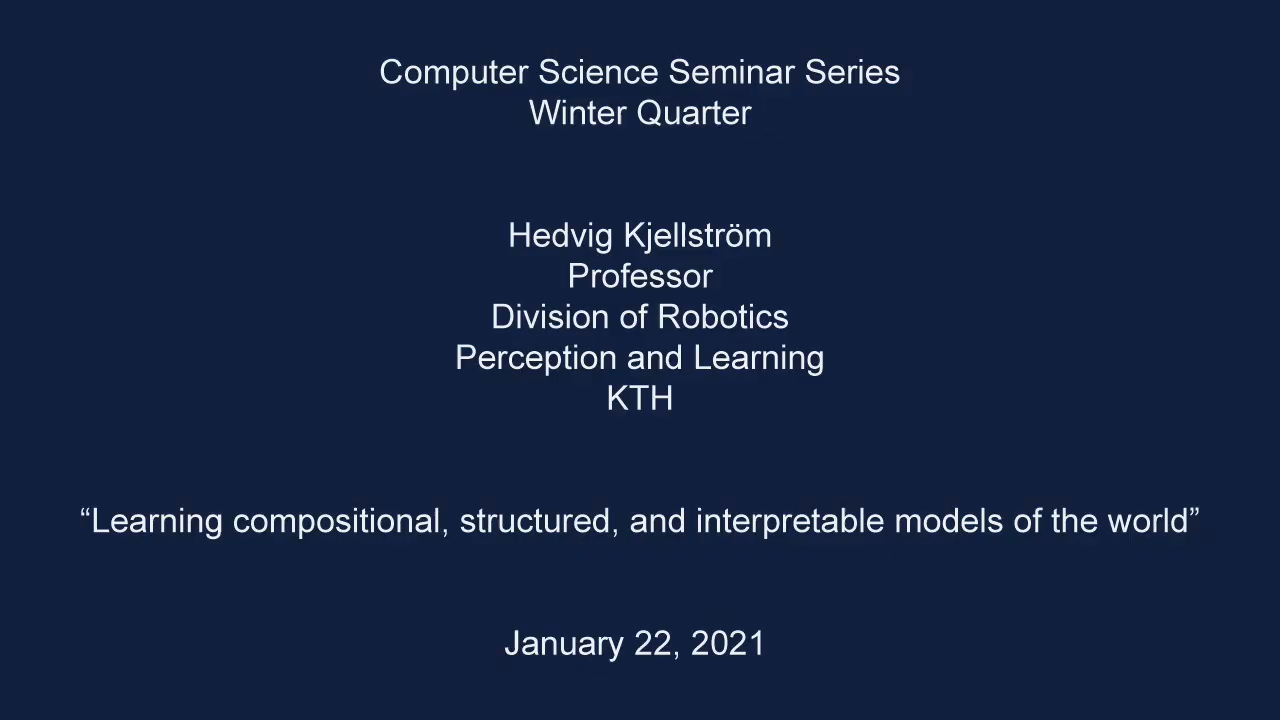 Computer Science Seminar Series
Winter Quarter
Hedvig Kjellström
Professor
Division of Robotics
Perception and Learning
KTH
“Learning compositional, structured, and interpretable models of the world”
January 22, 2021